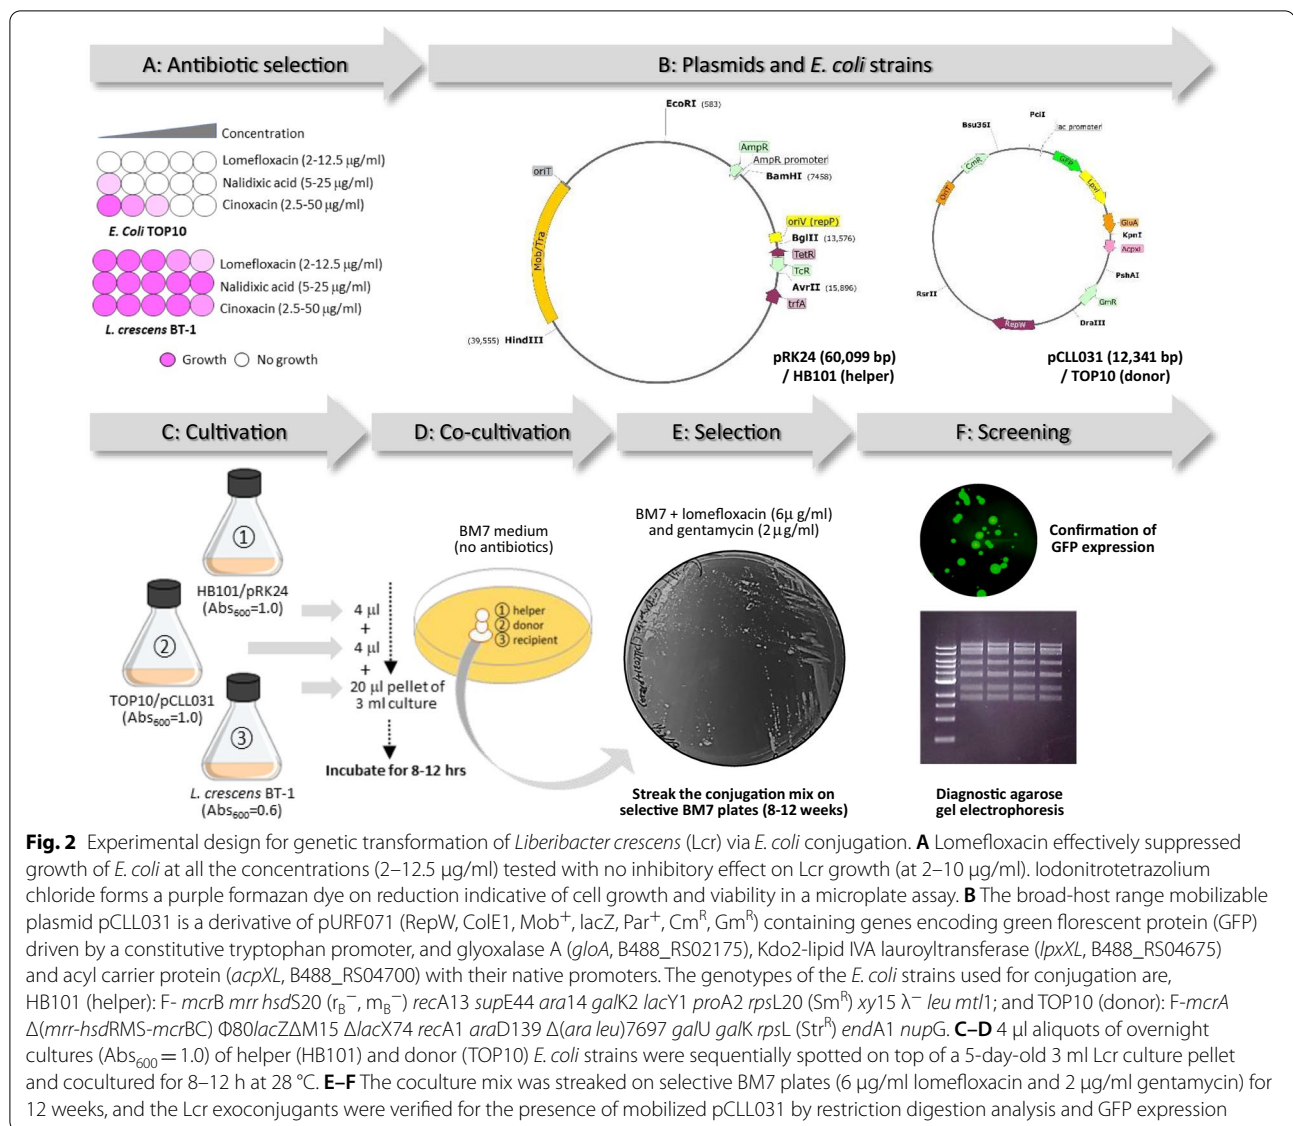 A: Antibiotic selection
B: Plasmids and E. coli strains
Concentration
Lomefloxacin (2-12.5 µg/ml)
Nalidixic acid (5-25 µg/ml)
Cinoxacin (2.5-50 µg/ml)
E. Coli TOP10
Lomefloxacin (2-12.5 µg/ml)
Nalidixic acid (5-25 µg/ml)
Cinoxacin (2.5-50 µg/ml)
L. crescens BT-1
Growth
No growth
EcoRI (583)
AmpR
AmpR promoter
BamHI (7458)
oriT
Mob/Tra
oriV (repP)
BglII (13,576)
TetR
TcR
AvrII (15,896)
trfA
(39,555) HindIII
pRK24 (60,099 bp)
/ HB101 (helper)
PciI
Bsu36I
lac promoter
CmR
GFP
LpxI
OriT
GluA
KpnI
Acpxl
PshAI
RsrII
GmR
DraIII
RepW
pCLL031 (12,341 bp)
/ TOP10 (donor)
C: Cultivation
D: Co-cultivation
E: Selection
F: Screening
①
HB101/pRK24
(Abs600=1.0)
②
TOP10/pCLL031
(Abs600=1.0)
③
L. crescens BT-1
(Abs600=0.6)
4 µl
+
4 µl
+
20 µl pellet of
3 ml culture
Incubate for 8-12 hrs
BM7 medium
(no antibiotics)
① helper
② donor
③ recipient
BM7 + lomefloxacin (6µ g/ml)
and gentamycin (2µg/ml)
Streak the conjugation mix on
selective BM7 plates (8-12 weeks)
Confirmation of
GFP expression
Diagnostic agarose
gel electrophoresis
Fig. 2 Experimental design for genetic transformation of Liberibacter crescens (Lcr) via E. coli conjugation. A Lomefloxacin effectively suppressed
growth of E. coli at all the concentrations (2–12.5 µg/ml) tested with no inhibitory effect on Lcr growth (at 2–10 µg/ml). Iodonitrotetrazolium
chloride forms a purple formazan dye on reduction indicative of cell growth and viability in a microplate assay. B The broad-host range mobilizable
plasmid pCLL031 is a derivative of pURF071 (RepW, ColE1, Mob⁺, lacZ, Par⁺, Cmᴿ, Gmᴿ) containing genes encoding green florescent protein (GFP)
driven by a constitutive tryptophan promoter, and glyoxalase A (gloA, B488_RS02175), Kdo2-lipid IVA lauroyltransferase (lpxXL, B488_RS04675)
and acyl carrier protein (acpXL, B488_RS04700) with their native promoters. The genotypes of the E. coli strains used for conjugation are,
HB101 (helper): F- mcrB mrr hsdS20 (rB⁻, mB⁻) recA13 supE44 ara14 galK2 lacY1 proA2 rpsL20 (Smᴿ) xy15 λ⁻ leu mtl1; and TOP10 (donor): F-mcrA
Δ(mrr-hsdRMS-mcrBC) Φ80lacZΔM15 ΔlacX74 recA1 araD139 Δ(ara leu)7697 galU galK rpsL (Strᴿ) endA1 nupG. C–D 4 µl aliquots of overnight
cultures (Abs600 = 1.0) of helper (HB101) and donor (TOP10) E. coli strains were sequentially spotted on top of a 5-day-old 3 ml Lcr culture pellet
and cocultured for 8–12 h at 28 °C. E–F The coculture mix was streaked on selective BM7 plates (6 µg/ml lomefloxacin and 2 µg/ml gentamycin) for
12 weeks, and the Lcr exoconjugants were verified for the presence of mobilized pCLL031 by restriction digestion analysis and GFP expression